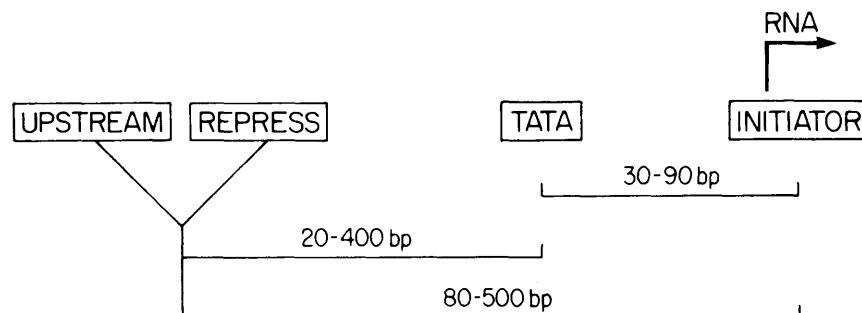 RNA
UPSTREAM REPRESS TATA INITIATOR
30-90 bp
20-400 bp
80-500 bp